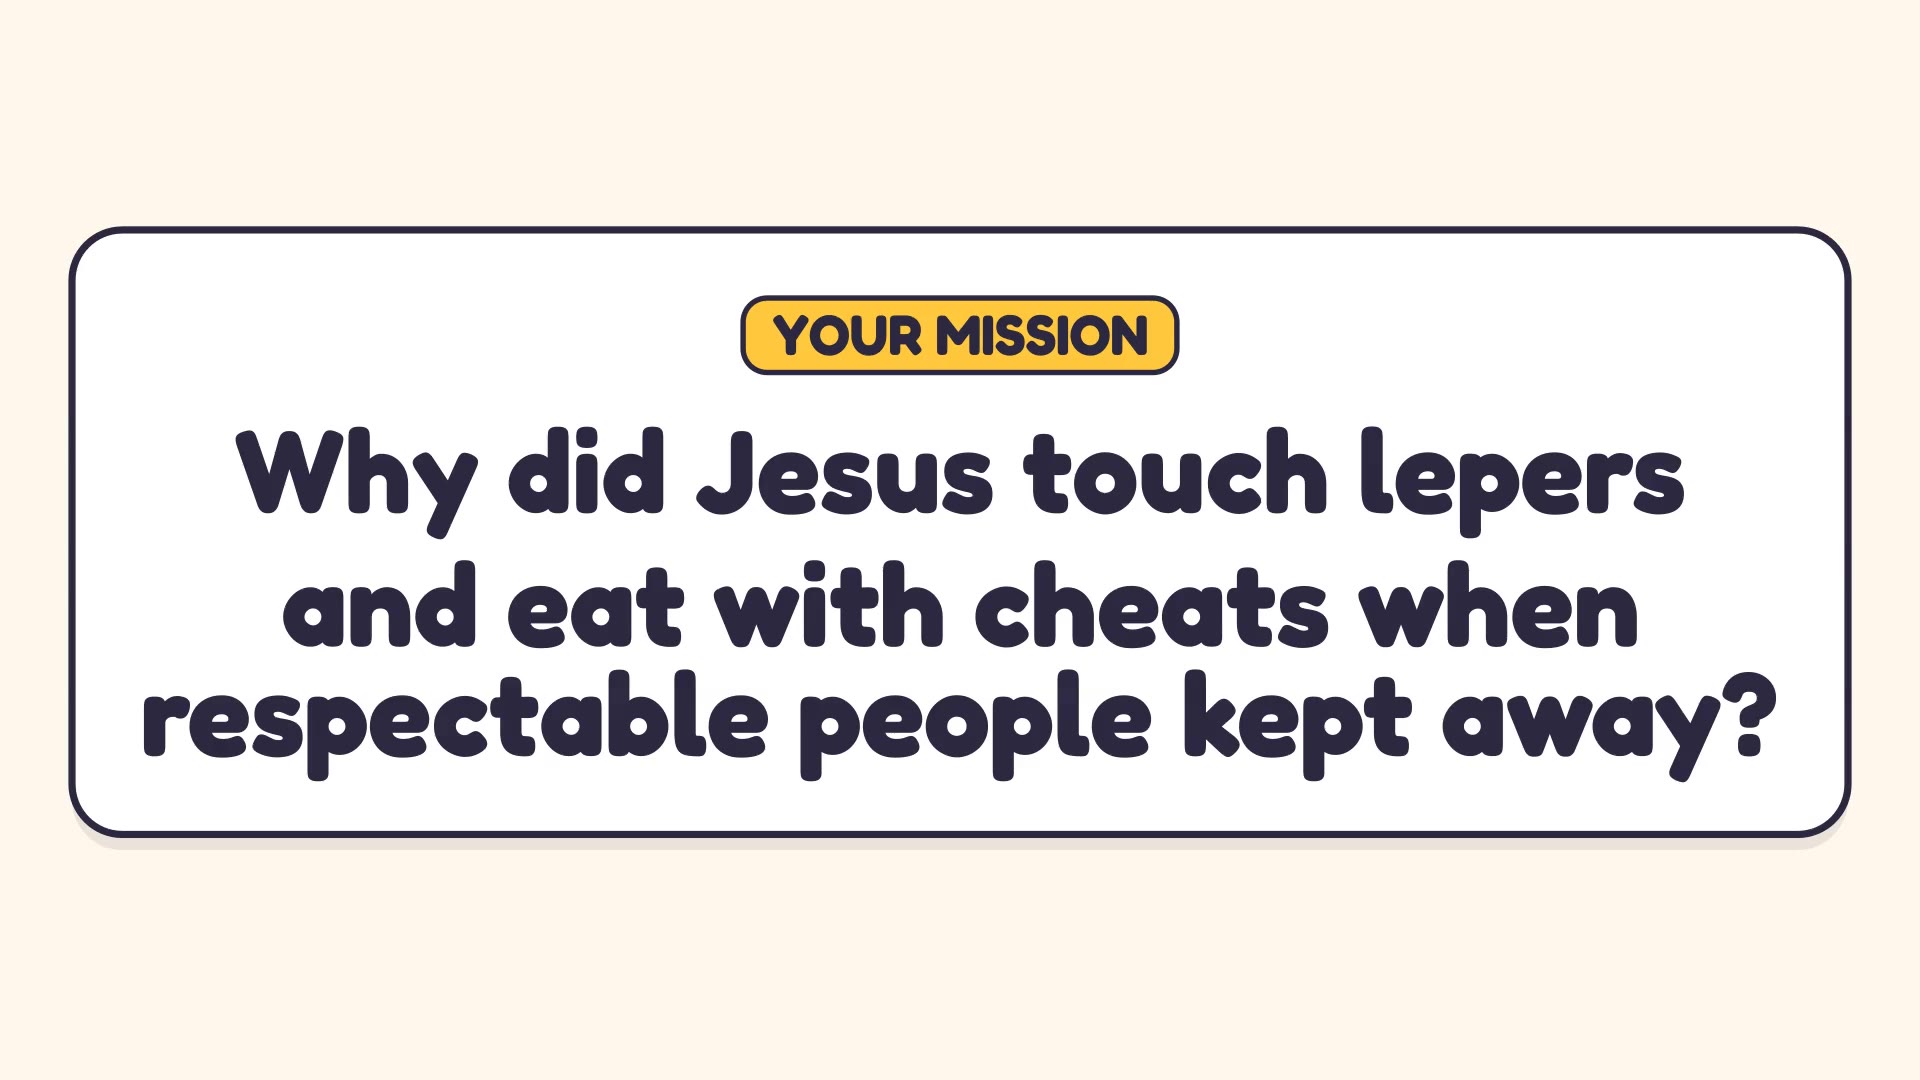 YOUR MISSION
Why did Jesus touch lepers
and eat with cheats when
respectable people kept away?